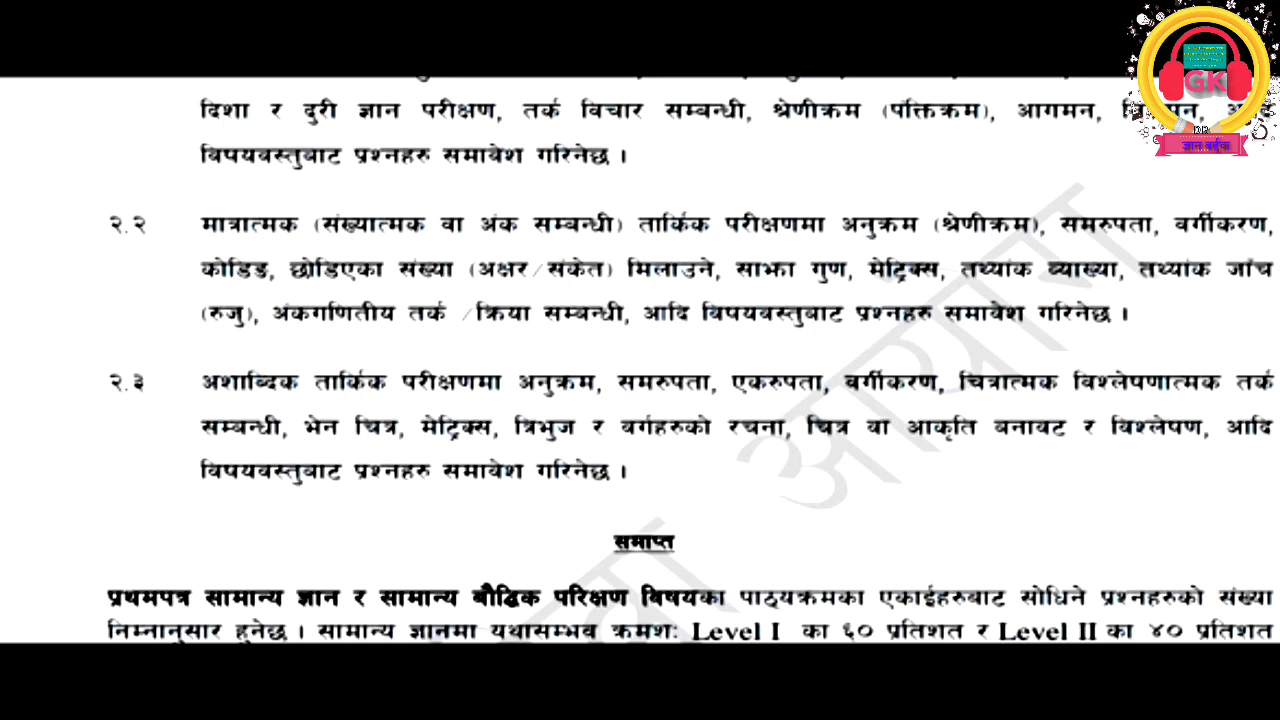 दिशा र दुरी ज्ञान परीक्षण, तर्क विचार सम्बन्धी, श्रेणीक्रम (पंक्तिक्रम), आगमन,
विषयवस्तुबाट प्रश्नहरु समावेश गरिनेछ ।
२.२ मात्रात्मक (संख्यात्मक वा अंक सम्बन्धी) तार्किक परीक्षणमा अनुक्रम (श्रेणीक्रम), समरुपता, वर्गीकरण,
कोडिङ, छोडिएका संख्या (अक्षर/संकेत) मिलाउने, साझा गुण, मेट्रिक्स, तथ्यांक ब्याख्या, तथ्यांक जाँच
(रुजु), अंकगणितीय तर्क /क्रिया सम्बन्धी, आदि विषयवस्तुबाट प्रश्नहरु समावेश गरिनेछ ।
२.३ अशाब्दिक तार्किक परीक्षणमा अनुक्रम, समरुपता, एकरुपता, वर्गीकरण, चित्रात्मक विश्लेषणात्मक तर्क
सम्बन्धी, भेन चित्र, मेट्रिक्स, त्रिभुज र वर्गहरुको रचना, चित्र वा आकृति बनावट र विश्लेषण, आदि
विषयवस्तुबाट प्रश्नहरु समावेश गरिनेछ ।
समाप्त
प्रथमपत्र सामान्य ज्ञान र सामान्य बौद्धिक परिक्षण विषयका पाठ्यक्रमका एकाईहरुबाट सोधिने प्रश्नहरुको संख्या
निम्नानुसार हुनेछ । सामान्य ज्ञानमा यथासम्भव क्रमशः Level I का ६० प्रतिशत र Level II का ४० प्रतिशत
GK
ज्ञान बर्धक
आयोग